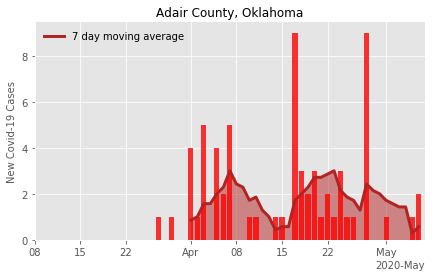 Adair County, Oklahoma
7 day moving average
New Covid-19 Cases
8
6
4
2
0
08 15 22 Apr 08 15 22 May
2020-May